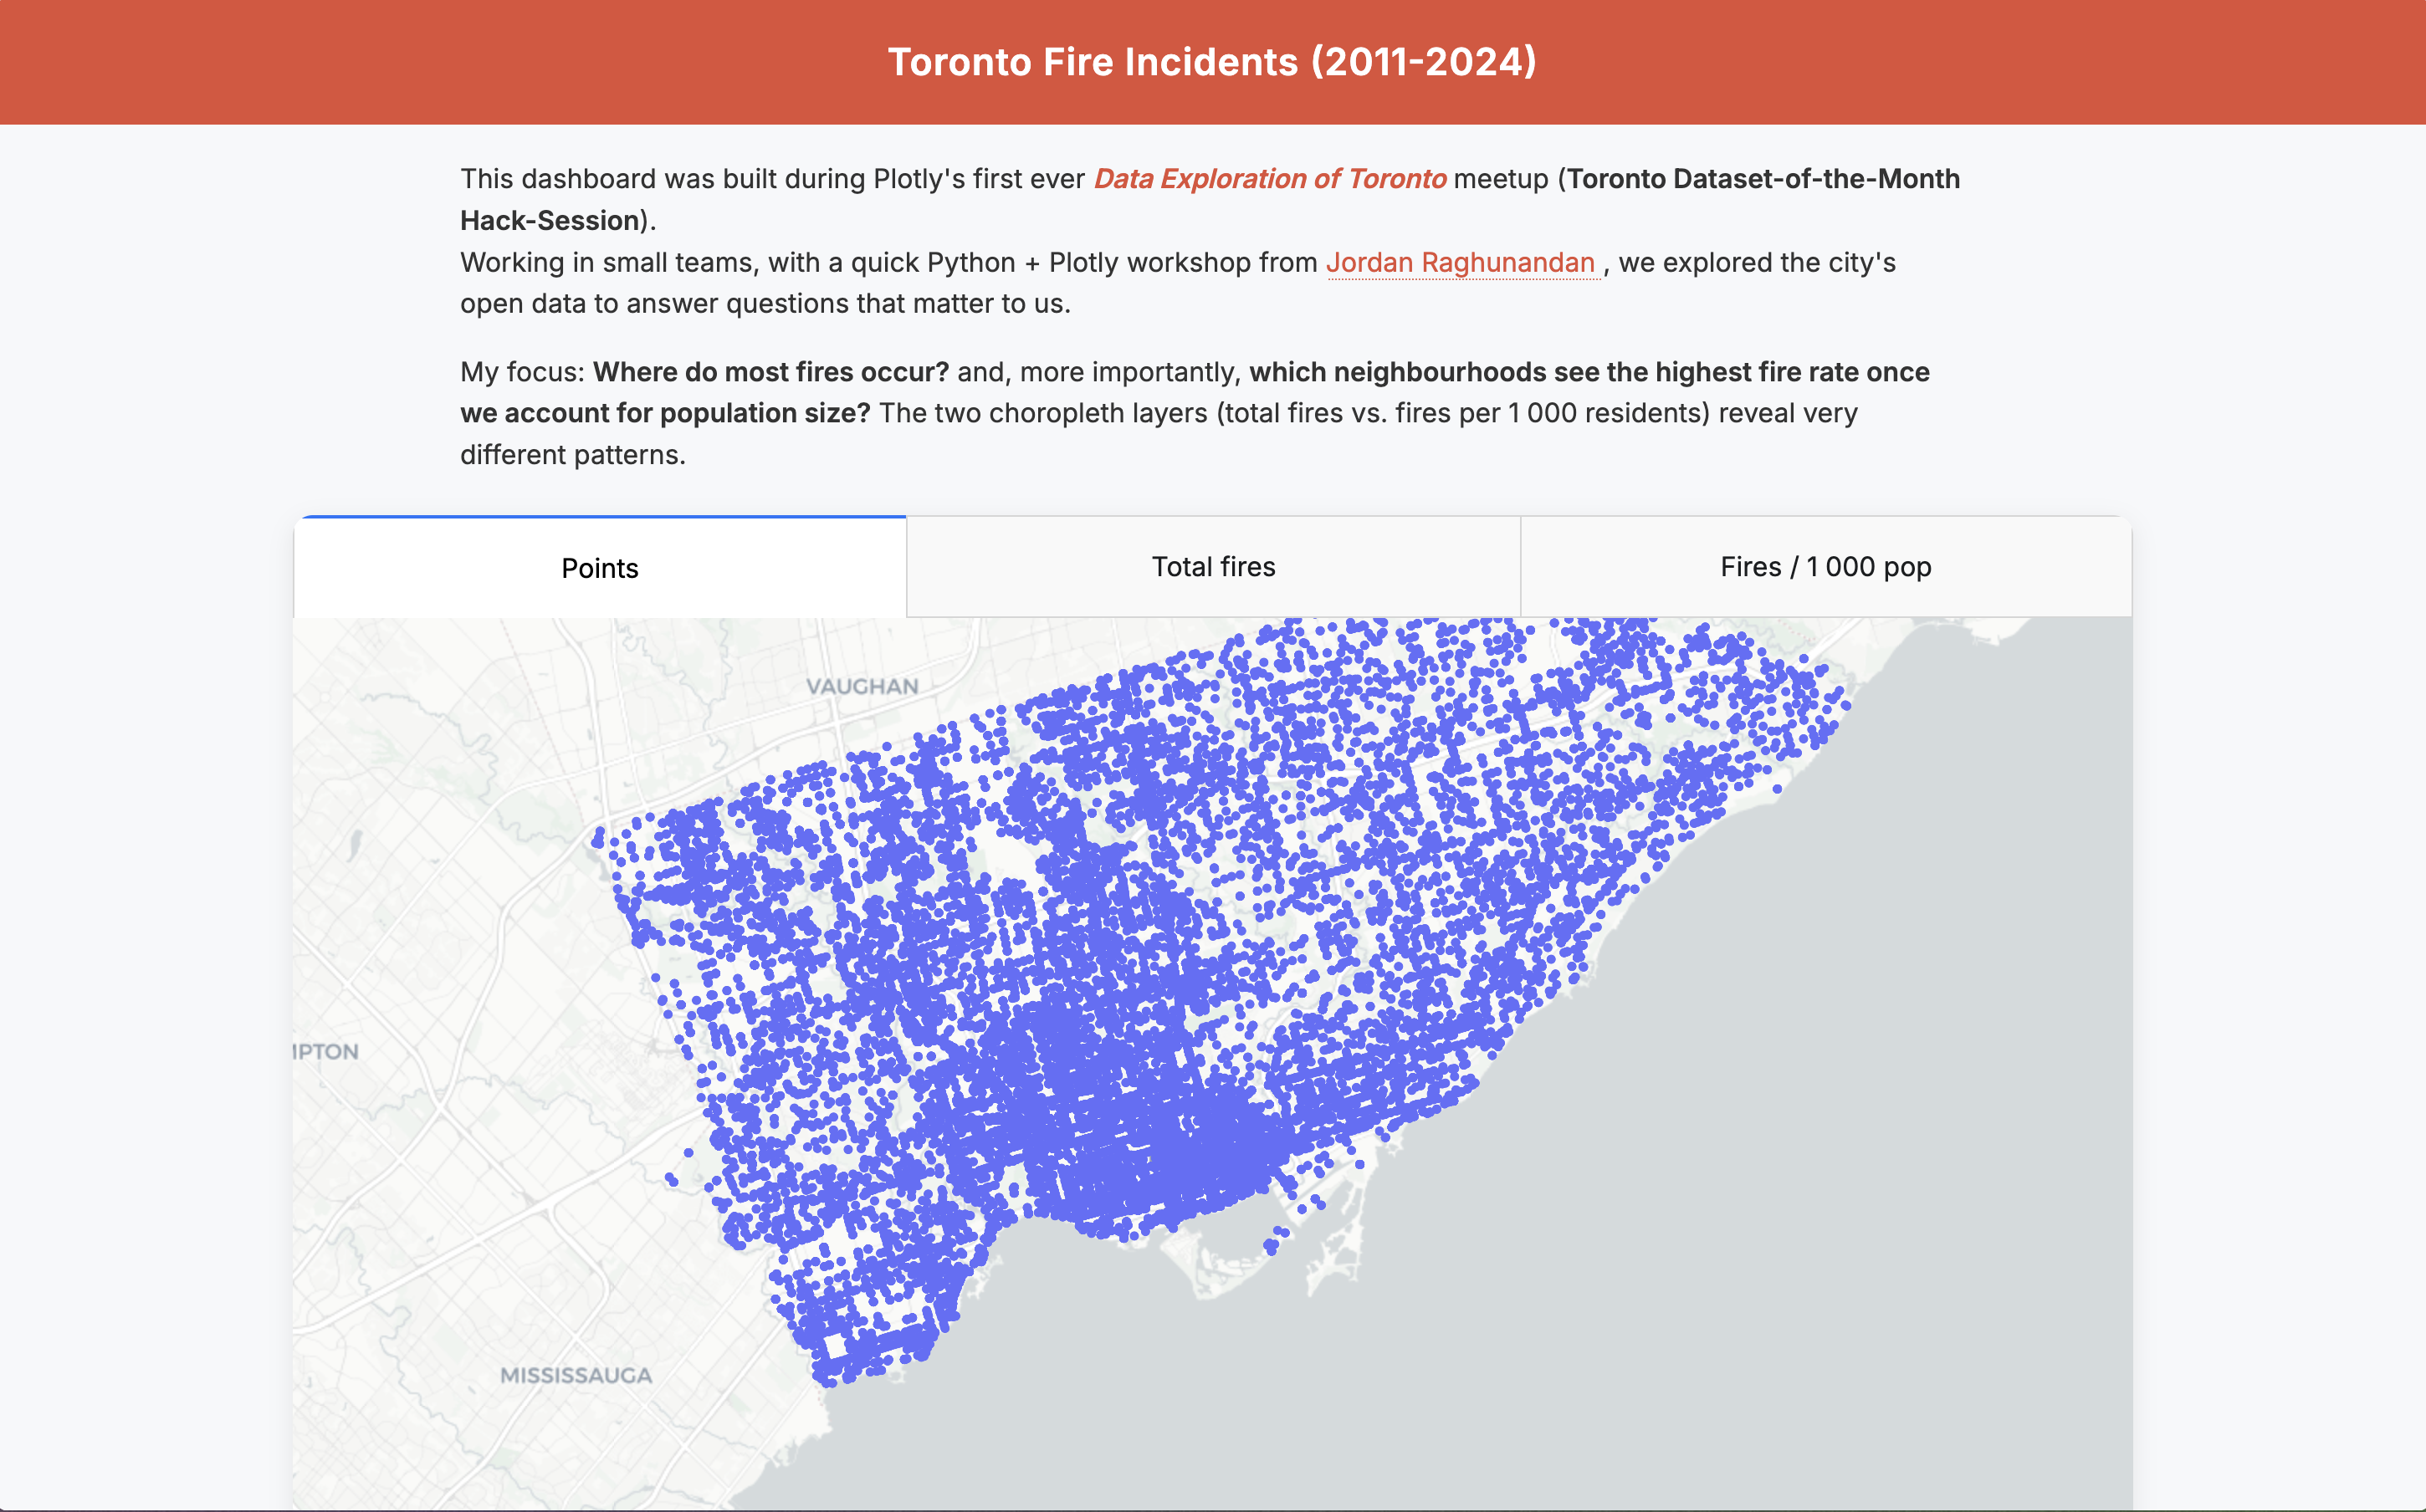 Toronto Fire Incidents (2011-2024)
This dashboard was built during Plotly's first ever Data Exploration of Toronto meetup (Toronto Dataset-of-the-Month
Hack-Session).
Working in small teams, with a quick Python + Plotly workshop from Jordan Raghunandan , we explored the city's
open data to answer questions that matter to us.
My focus: Where do most fires occur? and, more importantly, which neighbourhoods see the highest fire rate once
we account for population size? The two choropleth layers (total fires vs. fires per 1 000 residents) reveal very
different patterns.
Points
Total fires
Fires / 1 000 pop
VAUGHAN
IPTON
MISSISSAUGA